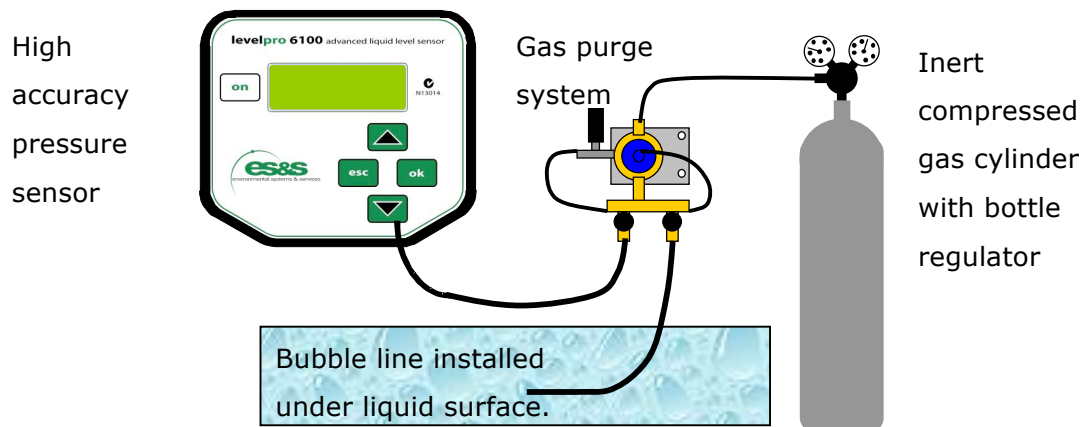 High
accuracy
pressure
sensor
levelpro 6100 advanced liquid level sensor
on
N13014
es&s
environmental systems & services
esc
ok
Gas purge
system
Inert
compressed
gas cylinder
with bottle
regulator
Bubble line installed
under liquid surface.